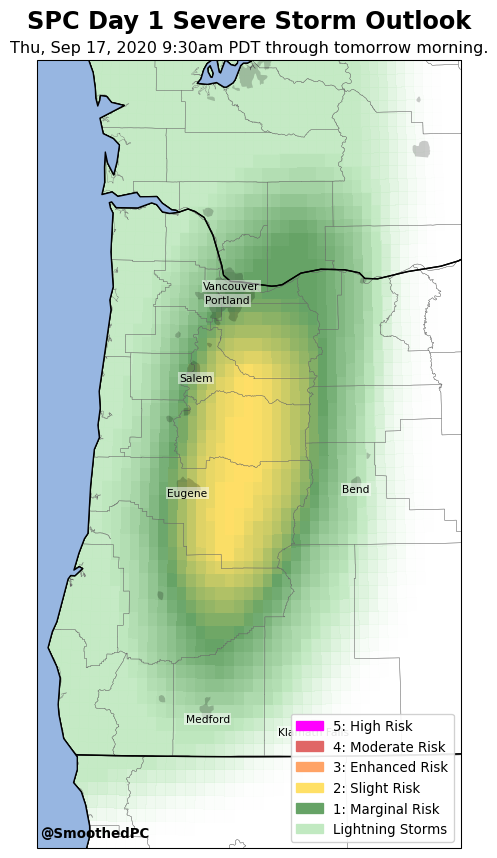 SPC Day 1 Severe Storm Outlook
Thu, Sep 17, 2020 9:30am PDT through tomorrow morning.
Vancouver
Portland
Salem
Eugene
Bend
Medford
5: High Risk
4: Moderate Risk
3: Enhanced Risk
2: Slight Risk
1: Marginal Risk
Lightning Storms
@SmoothedPC